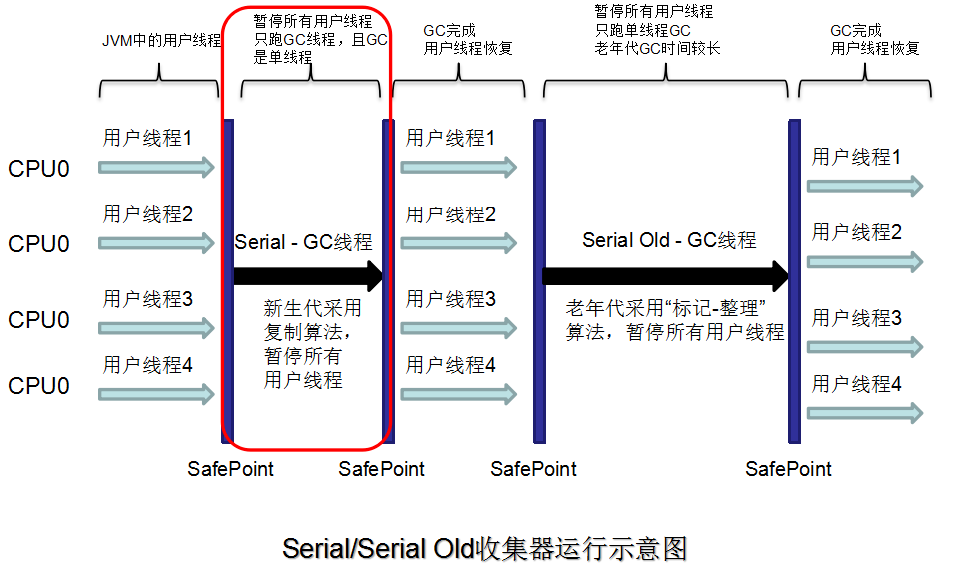 JVM中的用户线程
暂停所有用户线程
只跑GC线程，且GC
是单线程
GC完成
用户线程恢复
暂停所有用户线程
只跑单线程GC
老年代GC时间较长
GC完成
用户线程恢复
CPU0
用户线程1
用户线程1
用户线程1
CPU0
用户线程2
用户线程2
用户线程2
Serial - GC线程
Serial Old - GC线程
CPU0
用户线程3
新生代采用
复制算法，
暂停所有
用户线程
用户线程3
老年代采用“标记-整理”
算法，暂停所有用户线程
用户线程3
CPU0
用户线程4
用户线程4
用户线程4
SafePoint
SafePoint
SafePoint
SafePoint
Serial/Serial Old收集器运行示意图